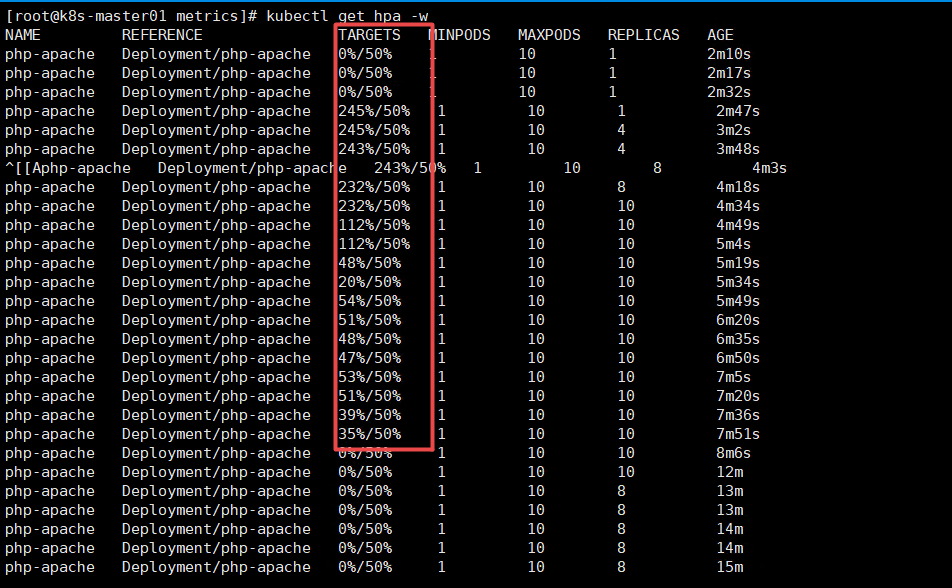 [root@k8s-master01 metrics]# kubectl get hpa -w
NAME REFERENCE TARGETS MINPODS MAXPODS REPLICAS AGE
php-apache Deployment/php-apache 0%/50% 1 10 1 2m10s
php-apache Deployment/php-apache 0%/50% 1 10 1 2m17s
php-apache Deployment/php-apache 0%/50% 1 10 1 2m32s
php-apache Deployment/php-apache 245%/50% 1 10 1 2m47s
php-apache Deployment/php-apache 245%/50% 1 10 4 3m2s
php-apache Deployment/php-apache 243%/50% 1 10 4 3m48s
^[[Aphp-apache Deployment/php-apache 243%/50% 1 10 8 4m3s
php-apache Deployment/php-apache 232%/50% 1 10 8 4m18s
php-apache Deployment/php-apache 232%/50% 1 10 10 4m34s
php-apache Deployment/php-apache 112%/50% 1 10 10 4m49s
php-apache Deployment/php-apache 112%/50% 1 10 10 5m4s
php-apache Deployment/php-apache 48%/50% 1 10 10 5m19s
php-apache Deployment/php-apache 20%/50% 1 10 10 5m34s
php-apache Deployment/php-apache 54%/50% 1 10 10 5m49s
php-apache Deployment/php-apache 51%/50% 1 10 10 6m20s
php-apache Deployment/php-apache 48%/50% 1 10 10 6m35s
php-apache Deployment/php-apache 47%/50% 1 10 10 6m50s
php-apache Deployment/php-apache 53%/50% 1 10 10 7m5s
php-apache Deployment/php-apache 51%/50% 1 10 10 7m20s
php-apache Deployment/php-apache 39%/50% 1 10 10 7m36s
php-apache Deployment/php-apache 35%/50% 1 10 10 7m51s
php-apache Deployment/php-apache 0%/50% 1 10 10 8m6s
php-apache Deployment/php-apache 0%/50% 1 10 10 12m
php-apache Deployment/php-apache 0%/50% 1 10 8 13m
php-apache Deployment/php-apache 0%/50% 1 10 8 13m
php-apache Deployment/php-apache 0%/50% 1 10 8 14m
php-apache Deployment/php-apache 0%/50% 1 10 8 14m
php-apache Deployment/php-apache 0%/50% 1 10 8 15m